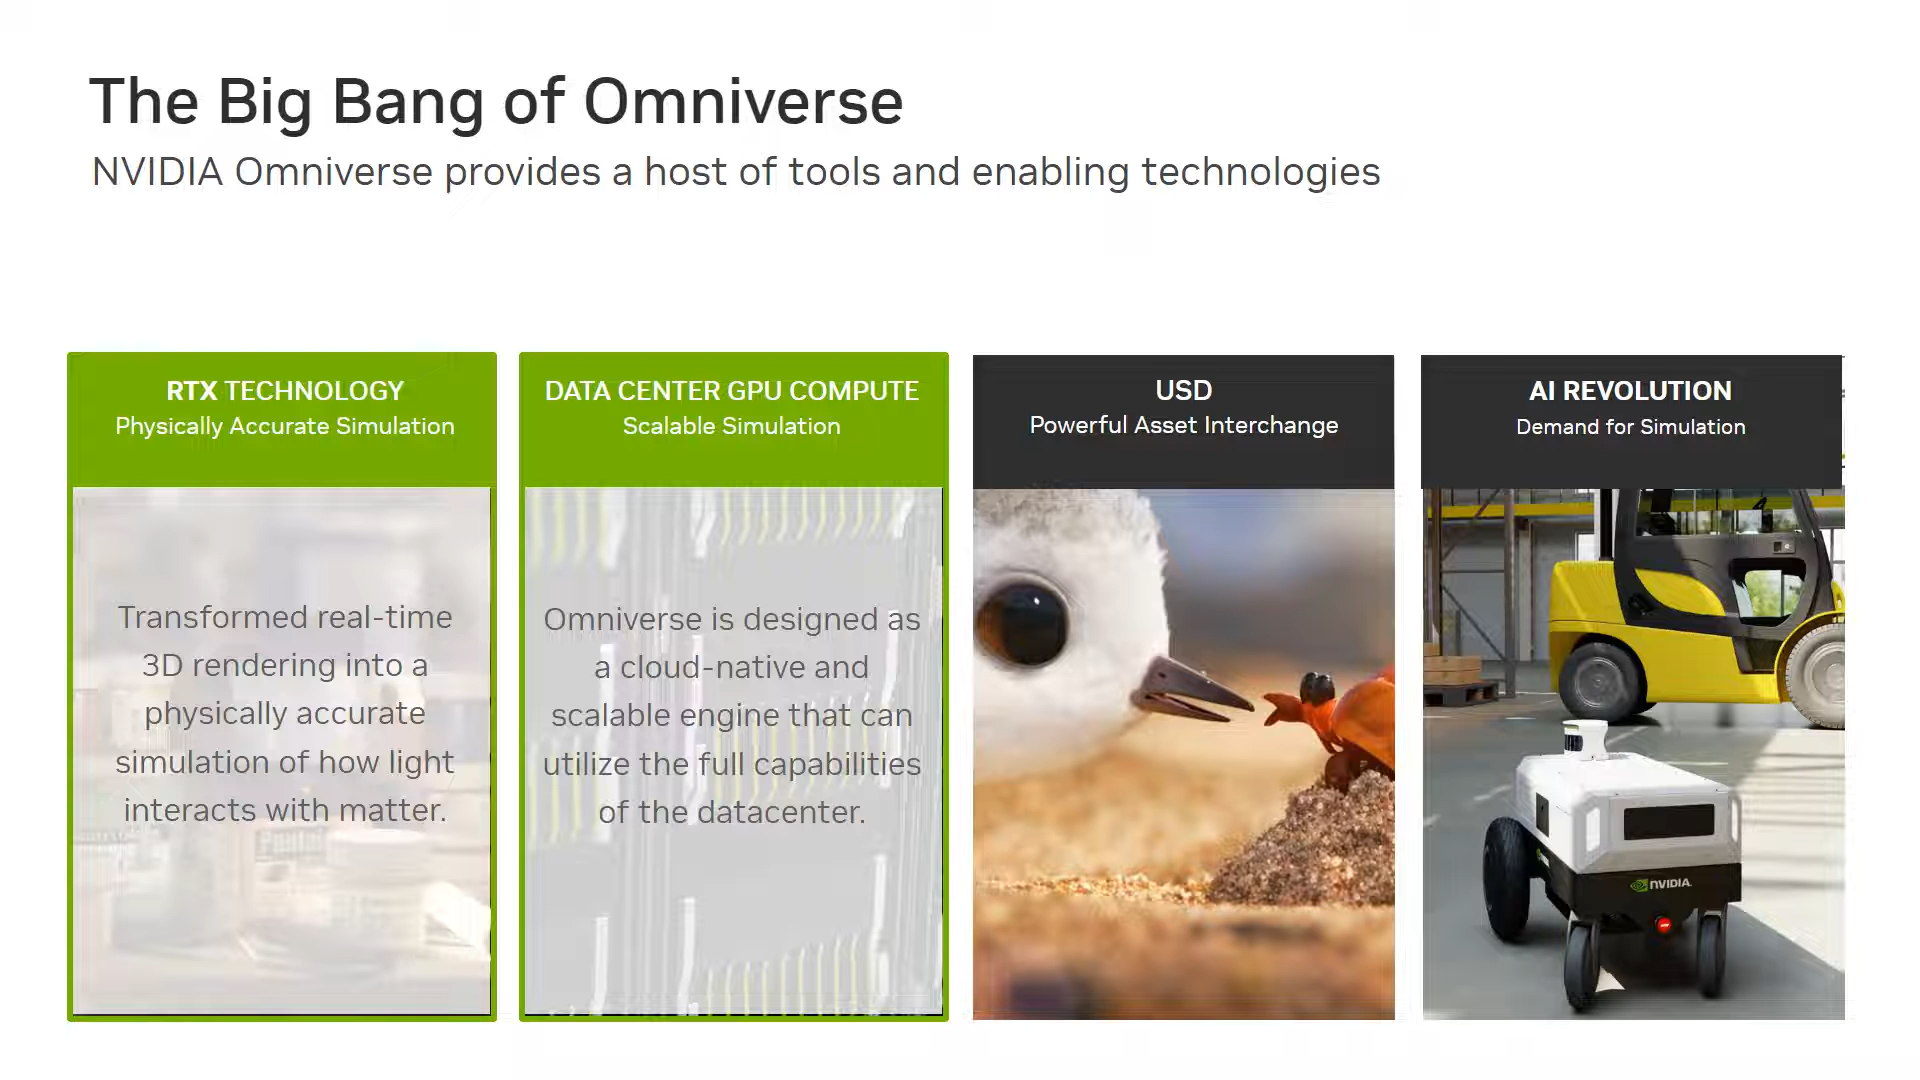 The Big Bang of Omniverse
NVIDIA Omniverse provides a host of tools and enabling technologies
RTX TECHNOLOGY
Physically Accurate Simulation
Transformed real-time
3D rendering into a
physically accurate
simulation of how light
interacts with matter.
DATA CENTER GPU COMPUTE
Scalable Simulation
Omniverse is designed as
a cloud-native and
scalable engine that can
utilize the full capabilities
of the datacenter.
USD
Powerful Asset Interchange
AI REVOLUTION
Demand for Simulation
NVIDIA.